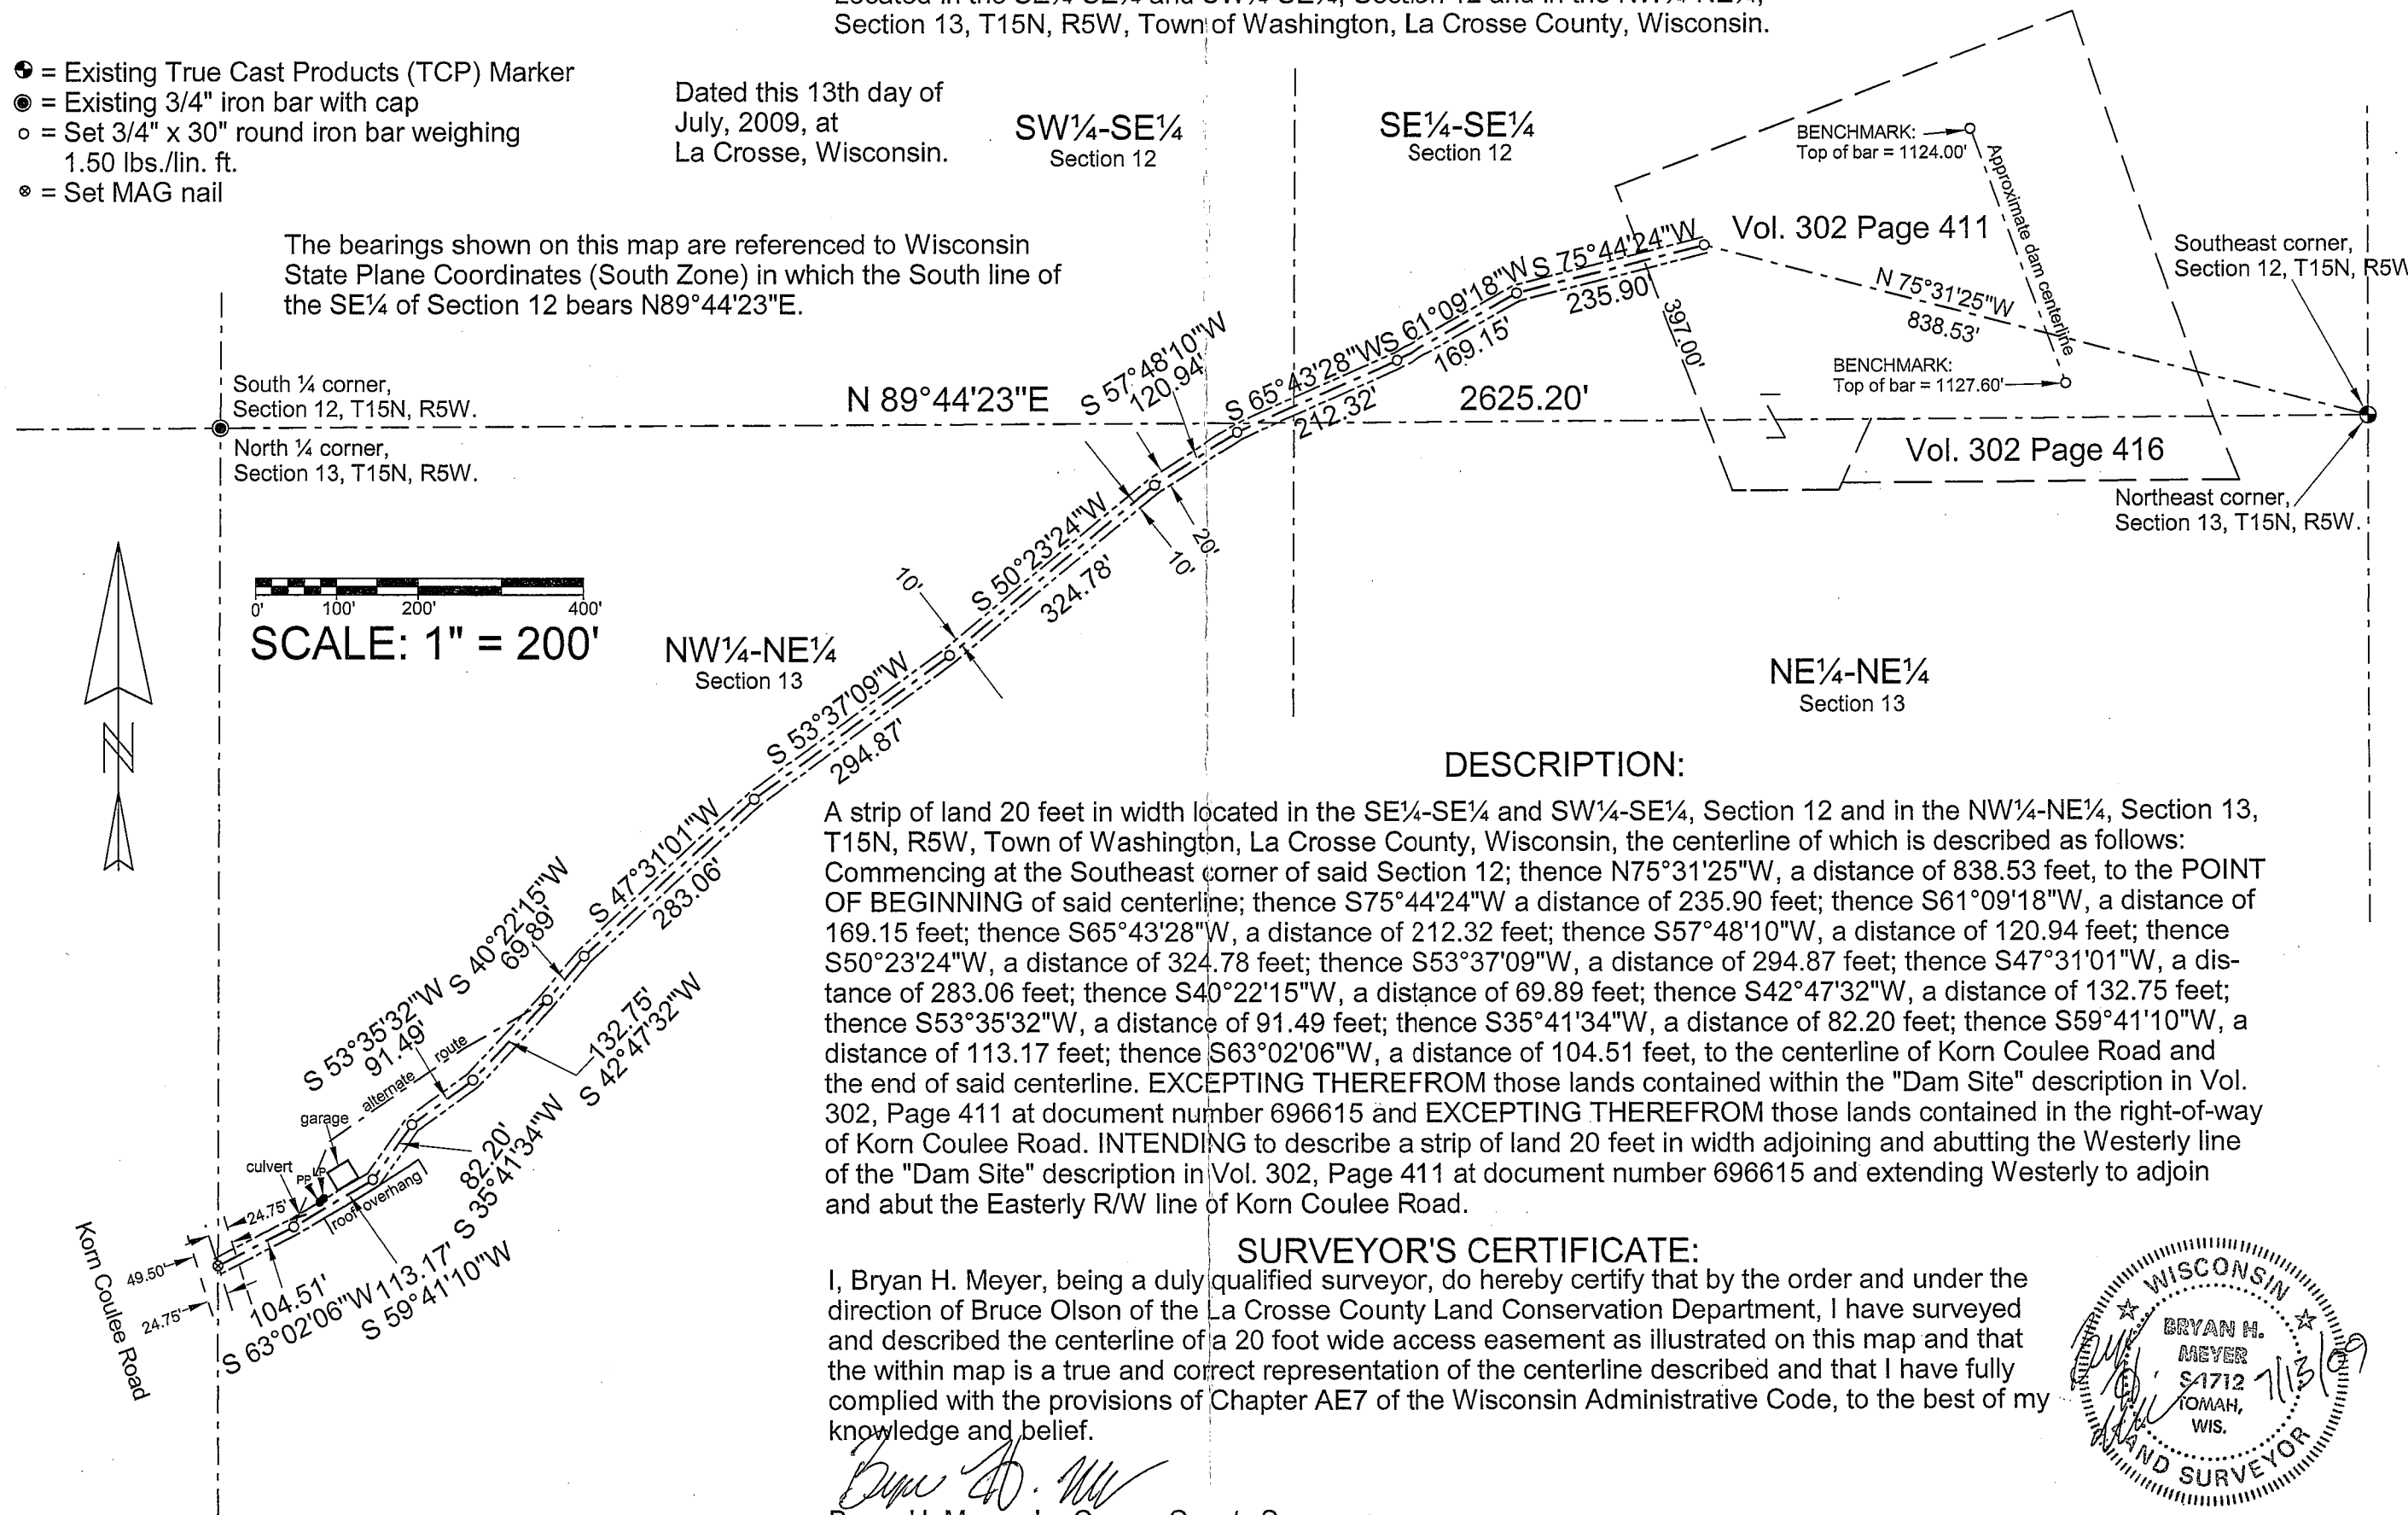 Section 13, T15N, R5W, Town of Washington, La Crosse County, Wisconsin.
= Existing True Cast Products (TCP) Marker
= Existing 3/4" iron bar with cap
= Set 3/4" x 30" round iron bar weighing
1.50 lbs./lin. ft.
= Set MAG nail
Dated this 13th day of
July, 2009, at
La Crosse, Wisconsin.
SW¼-SE¼
Section 12
SE¼-SE¼
Section 12
BENCHMARK:
Top of bar = 1124.00'
Approximate dam centerline
The bearings shown on this map are referenced to Wisconsin
State Plane Coordinates (South Zone) in which the South line of
the SE¼ of Section 12 bears N89°44'23"E.
Vol. 302 Page 411
Southeast corner,
Section 12, T15N, R5W
S 75°44'24"W
235.90'
N 75°31'25"W
838.53'
397.00'
S 61°09'18"W
169.15'
S 65°43'28"W
212.32'
S 57°48'10"W
120.94'
BENCHMARK:
Top of bar = 1127.60'
South ¼ corner,
Section 12, T15N, R5W.
N 89°44'23"E
2625.20'
North ¼ corner,
Section 13, T15N, R5W.
Vol. 302 Page 416
Northeast corner,
Section 13, T15N, R5W.
20'
10'
10'
S 50°23'24"W
324.78'
N
0' 100' 200' 400'
SCALE: 1" = 200'
NW¼-NE¼
Section 13
NE¼-NE¼
Section 13
S 53°37'09"W
294.87'
S 47°31'01"W
283.06'
S 40°22'15"W
69.89'
132.75'
S 42°47'32"W
S 53°35'32"W
91.49'
alternate route
garage
82.20'
S 35°41'34"W
culvert
PP
LP
roof overhang
24.75'
49.50'
24.75'
113.17'
S 59°41'10"W
104.51'
S 63°02'06"W
Korn Coulee Road
DESCRIPTION:
A strip of land 20 feet in width located in the SE¼-SE¼ and SW¼-SE¼, Section 12 and in the NW¼-NE¼, Section 13,
T15N, R5W, Town of Washington, La Crosse County, Wisconsin, the centerline of which is described as follows:
Commencing at the Southeast corner of said Section 12; thence N75°31'25"W, a distance of 838.53 feet, to the POINT
OF BEGINNING of said centerline; thence S75°44'24"W a distance of 235.90 feet; thence S61°09'18"W, a distance of
169.15 feet; thence S65°43'28"W, a distance of 212.32 feet; thence S57°48'10"W, a distance of 120.94 feet; thence
S50°23'24"W, a distance of 324.78 feet; thence S53°37'09"W, a distance of 294.87 feet; thence S47°31'01"W, a dis-
tance of 283.06 feet; thence S40°22'15"W, a distance of 69.89 feet; thence S42°47'32"W, a distance of 132.75 feet;
thence S53°35'32"W, a distance of 91.49 feet; thence S35°41'34"W, a distance of 82.20 feet; thence S59°41'10"W, a
distance of 113.17 feet; thence S63°02'06"W, a distance of 104.51 feet, to the centerline of Korn Coulee Road and
the end of said centerline. EXCEPTING THEREFROM those lands contained within the "Dam Site" description in Vol.
302, Page 411 at document number 696615 and EXCEPTING THEREFROM those lands contained in the right-of-way
of Korn Coulee Road. INTENDING to describe a strip of land 20 feet in width adjoining and abutting the Westerly line
of the "Dam Site" description in Vol. 302, Page 411 at document number 696615 and extending Westerly to adjoin
and abut the Easterly R/W line of Korn Coulee Road.
SURVEYOR'S CERTIFICATE:
I, Bryan H. Meyer, being a duly qualified surveyor, do hereby certify that by the order and under the
direction of Bruce Olson of the La Crosse County Land Conservation Department, I have surveyed
and described the centerline of a 20 foot wide access easement as illustrated on this map and that
the within map is a true and correct representation of the centerline described and that I have fully
complied with the provisions of Chapter AE7 of the Wisconsin Administrative Code, to the best of my
knowledge and belief.
WISCONSIN
BRYAN H.
MEYER
S-1712
TOMAH,
WIS.
LAND SURVEYOR
7/13/09